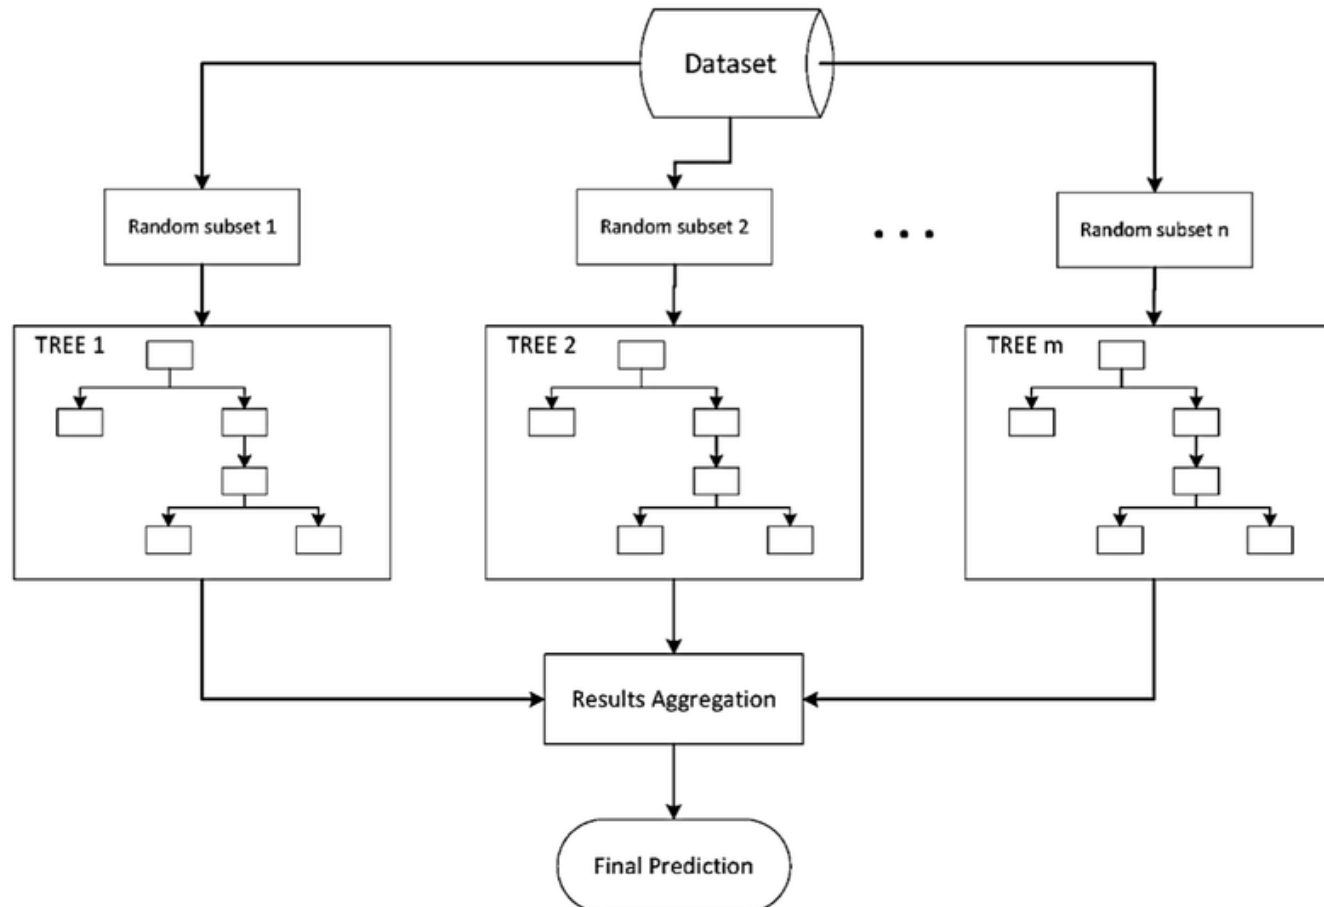 Dataset
Random subset 1
Random subset 2
. . .
Random subset n
TREE 1
TREE 2
TREE m
Results Aggregation
Final Prediction